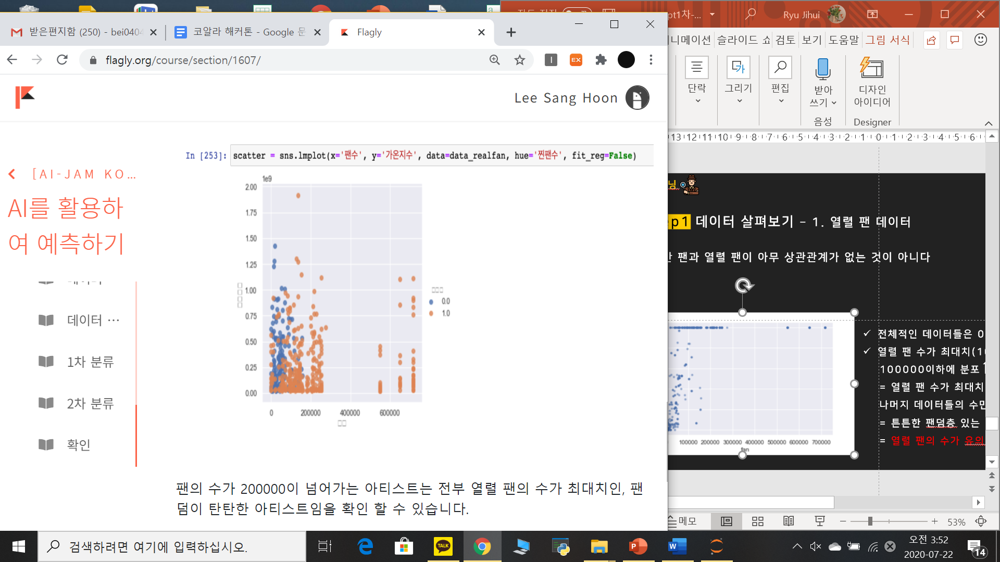 받은편지함 (250) - bei0404
코알라 해커톤 - Google 문
Flagly
flagly.org/course/section/1607/
EX
Lee Sang Hoon
[AI-JAM KO...
AI를 활용하
여 예측하기
데이터
데이터 ...
1차 분류
2차 분류
확인
In [253]: scatter = sns.lmplot(x='팬수', y='가온지수', data=data_realfan, hue='찐팬수', fit_reg=False)
1e9
2.00
1.75
1.50
1.25
1.00
0.75
0.50
0.25
0.00
0 200000 400000 600000
0.0
1.0
팬의 수가 200000이 넘어가는 아티스트는 전부 열렬 팬의 수가 최대치인, 팬
덤이 탄탄한 아티스트임을 확인 할 수 있습니다.
자동 저장
pt1차-...
Ryu Jihui
니메이션 슬라이드 쇼 검토 보기 도움말 그림 서식
단락
그리기
편집
받아
쓰기
디자인
아이디어
음성
Designer
13 12 11 10 9 8 7 6 5 4 3 2 1 0 1 2 3 4 5 6
닝
p1 데이터 살펴보기 - 1. 열렬 팬 데이터
팬과 열렬 팬이 아무 상관관계가 없는 것이 아니다
100000 200000 300000 400000 500000 600000 700000
fan
✓ 전체적인 데이터들은
✓ 열렬 팬 수가 최대치(1
100000이하에 분포
= 열렬 팬 수가 최대치
나머지 데이터들의 수만
= 튼튼한 팬덤층 있는
= 열렬 팬의 수가 유의
메모
53%
검색하려면 여기에 입력하십시오.
TALK
오전 3:52
2020-07-22
14